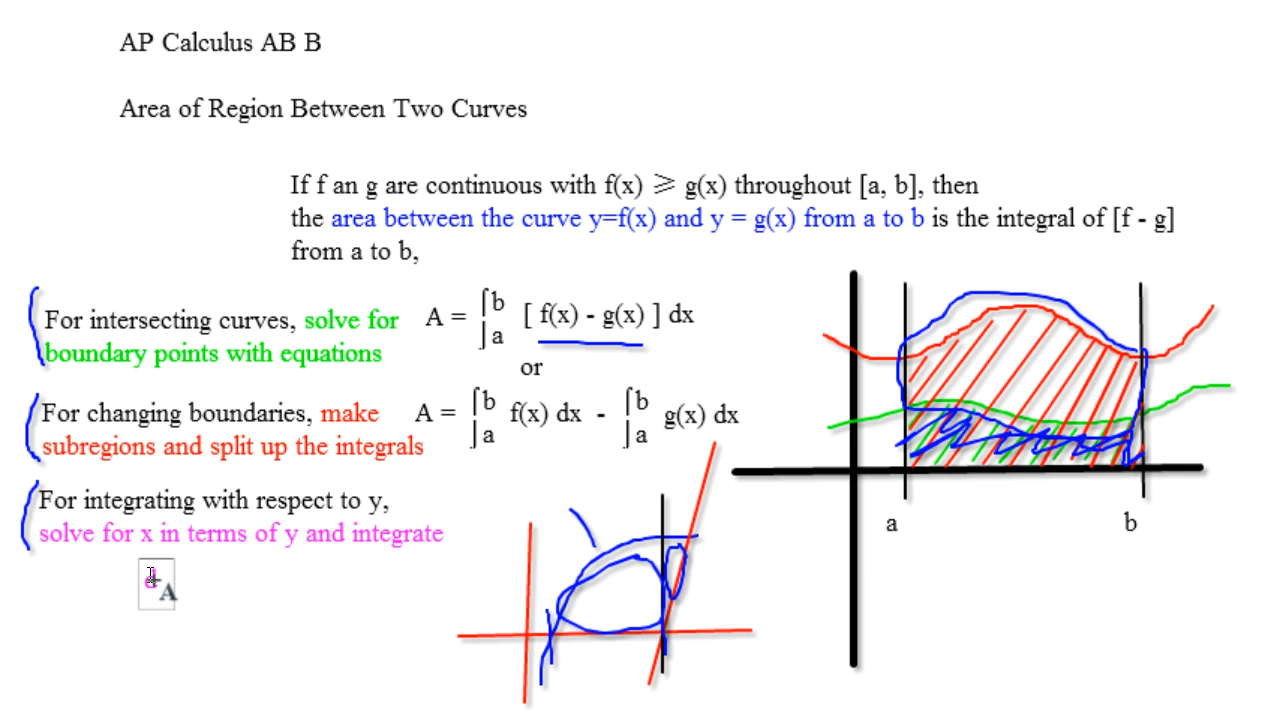 AP Calculus AB B
Area of Region Between Two Curves
If f an g are continuous with f(x) ⩾ g(x) throughout [a, b], then
the area between the curve y=f(x) and y = g(x) from a to b is the integral of [f - g]
from a to b,
For intersecting curves, solve for
boundary points with equations
A = ∫ b a [ f(x) - g(x) ] dx
or
For changing boundaries, make
subregions and split up the integrals
A = ∫ b a f(x) dx - ∫ b a g(x) dx
For integrating with respect to y,
solve for x in terms of y and integrate
a b
A